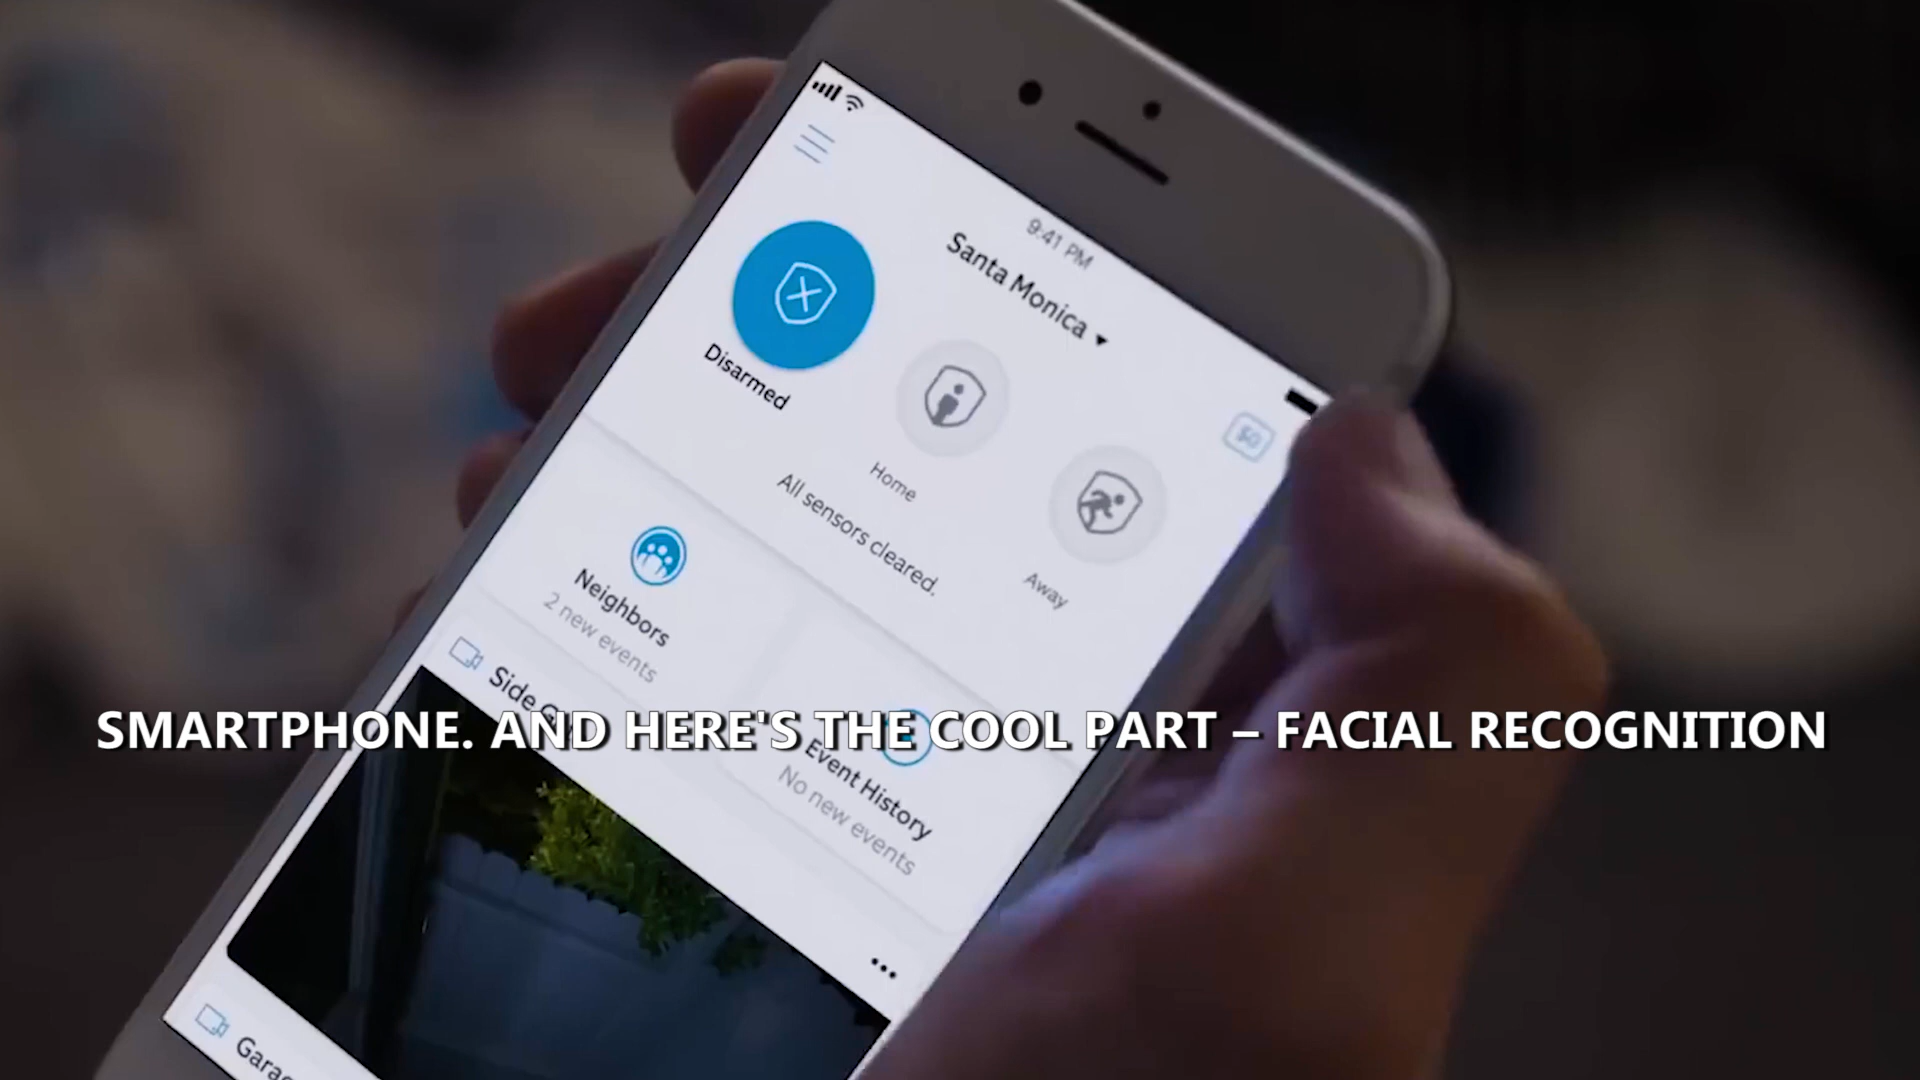 9:41 PM
Santa Monica
Disarmed
Home
Away
All sensors cleared.
Neighbors
2 new events
Event History
No new events
Side
SMARTPHONE. AND HERE'S THE COOL PART – FACIAL RECOGNITION